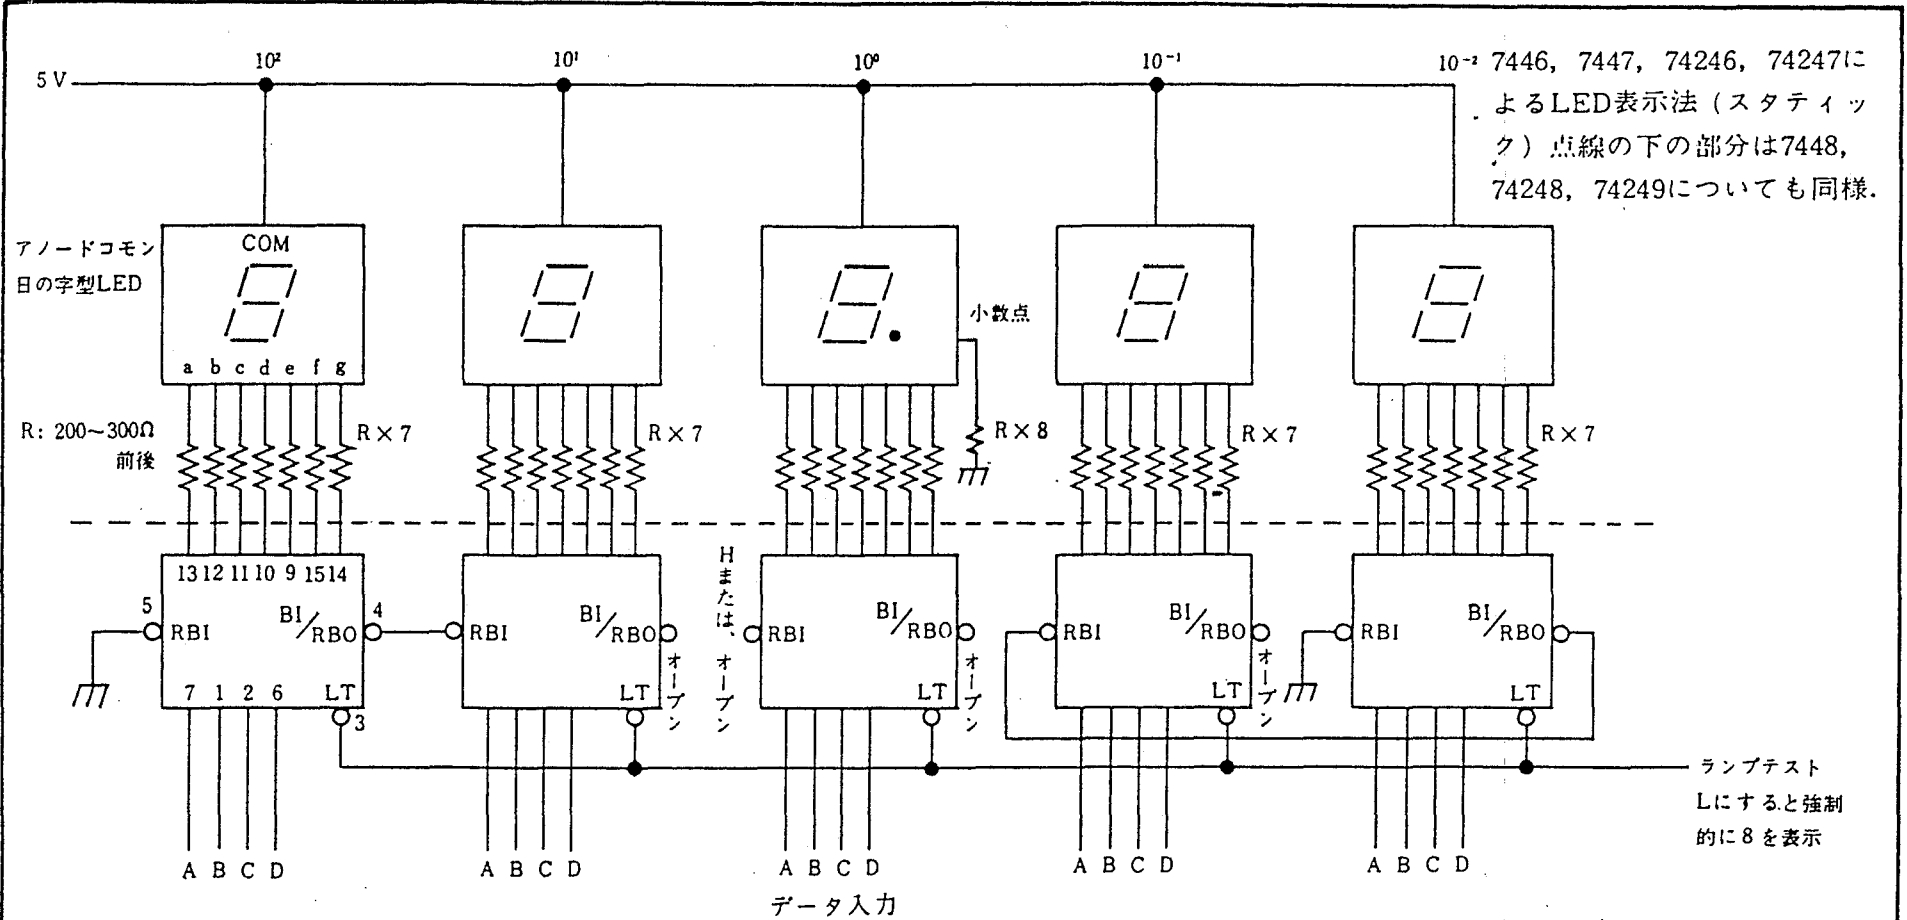 5V
10² 10¹ 10⁰ 10⁻¹ 10⁻²
7446, 7447, 74246, 74247に
よるLED表示法(スタティッ
ク)点線の下の部分は7448,
74248, 74249についても同様.
アノードコモン
日の字型LED
COM
a b c d e f g
小数点
R: 200~300Ω
前後
R×7
R×7
R×8
R×7
R×7
13 12 11 10 9 15 14
5 RBI BI/RBO 4
7 1 2 6 LT 3
RBI BI/RBO
LT
オープン
Hまたは、オープン
RBI BI/RBO
LT
オープン
RBI BI/RBO
LT
オープン
RBI BI/RBO
LT
ランプテスト
Lにすると強制
的に8を表示
A B C D
A B C D
A B C D
A B C D
A B C D
データ入力